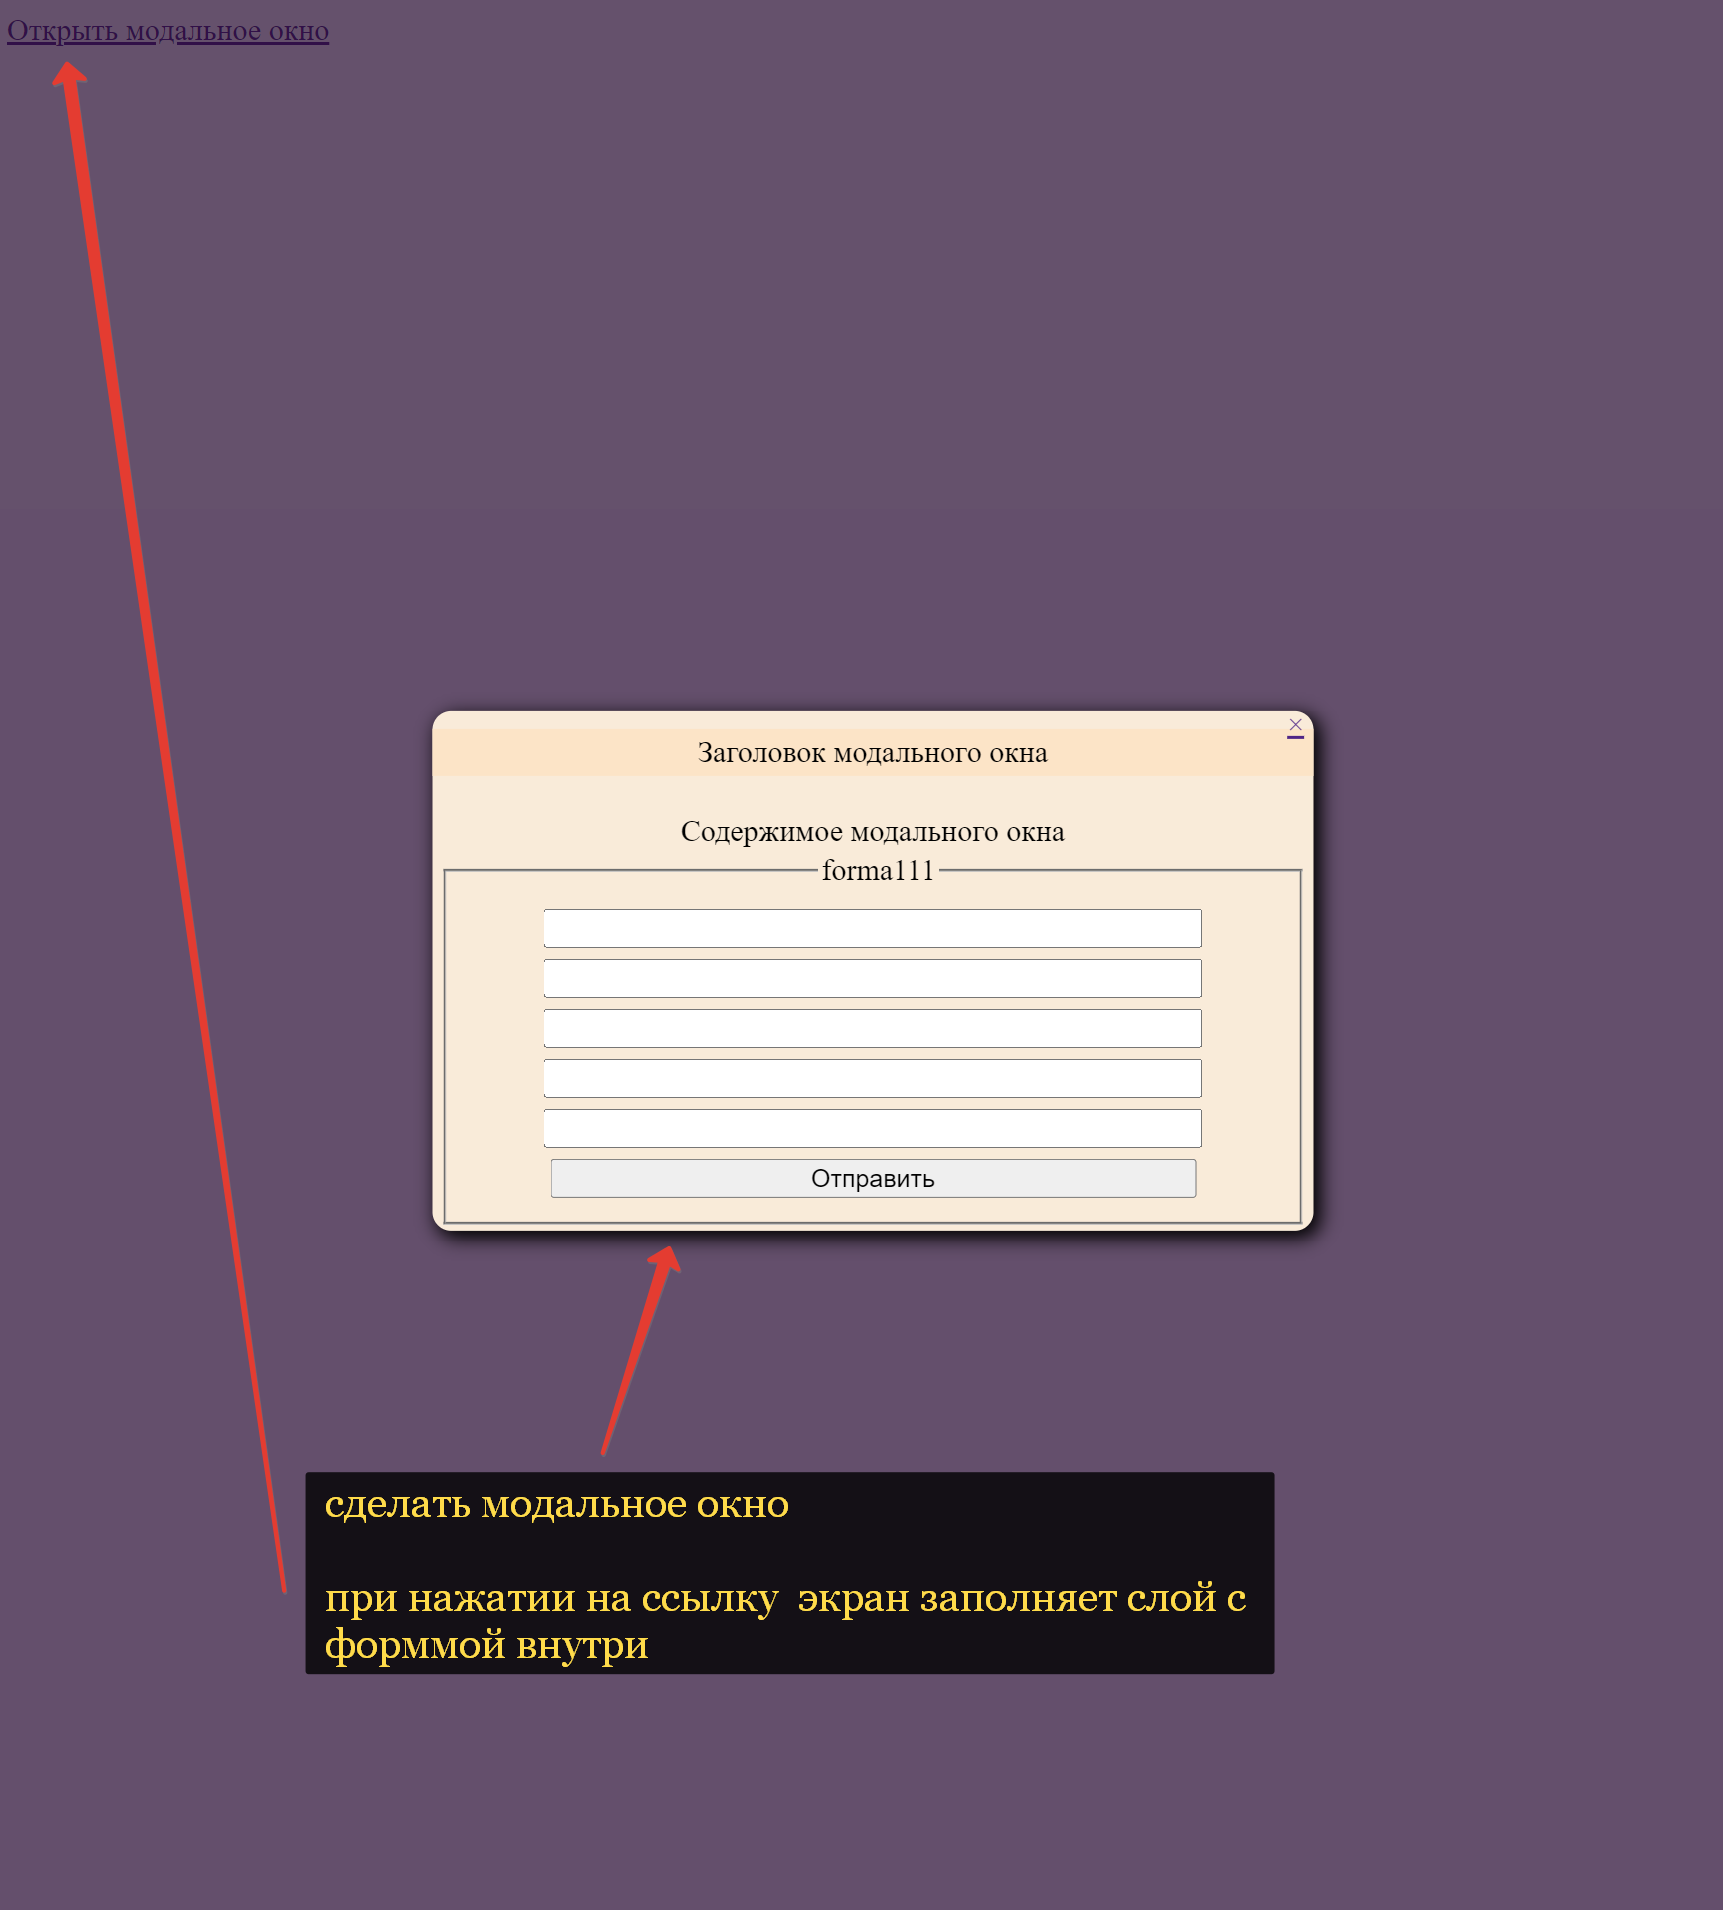 Открыть модальное окно
×
Заголовок модального окна
Содержимое модального окна
forma111
Отправить
сделать модальное окно
при нажатии на ссылку  экран заполняет слой с
форммой внутри